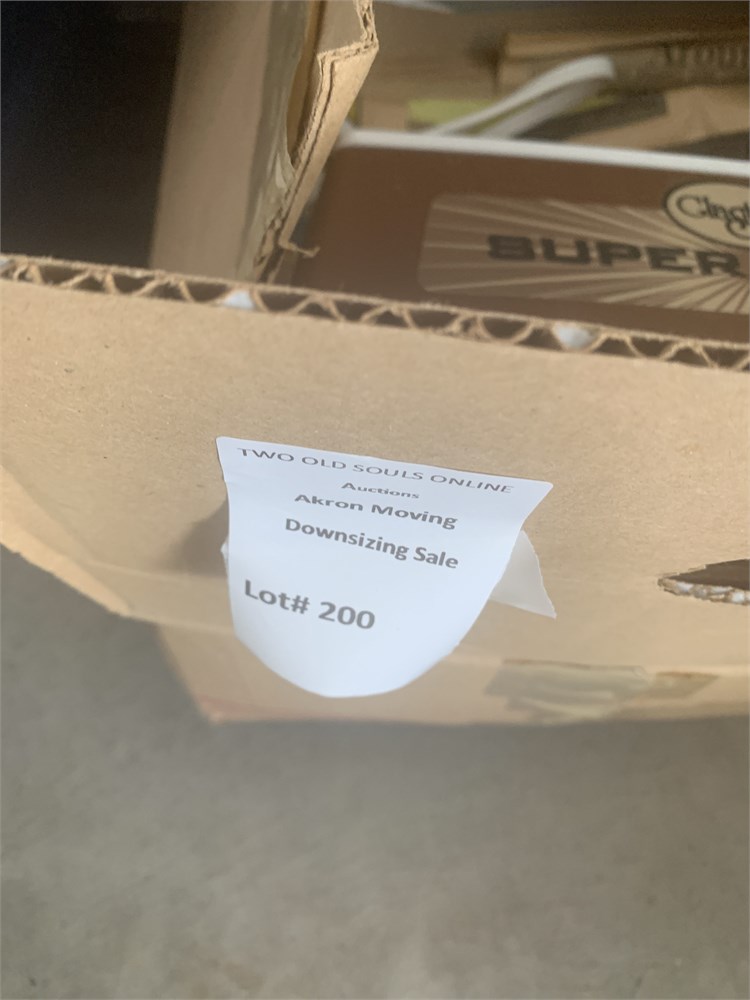 SUPER
TWO OLD SOULS ONLINE
Auctions
Akron Moving
Downsizing Sale
Lot# 200